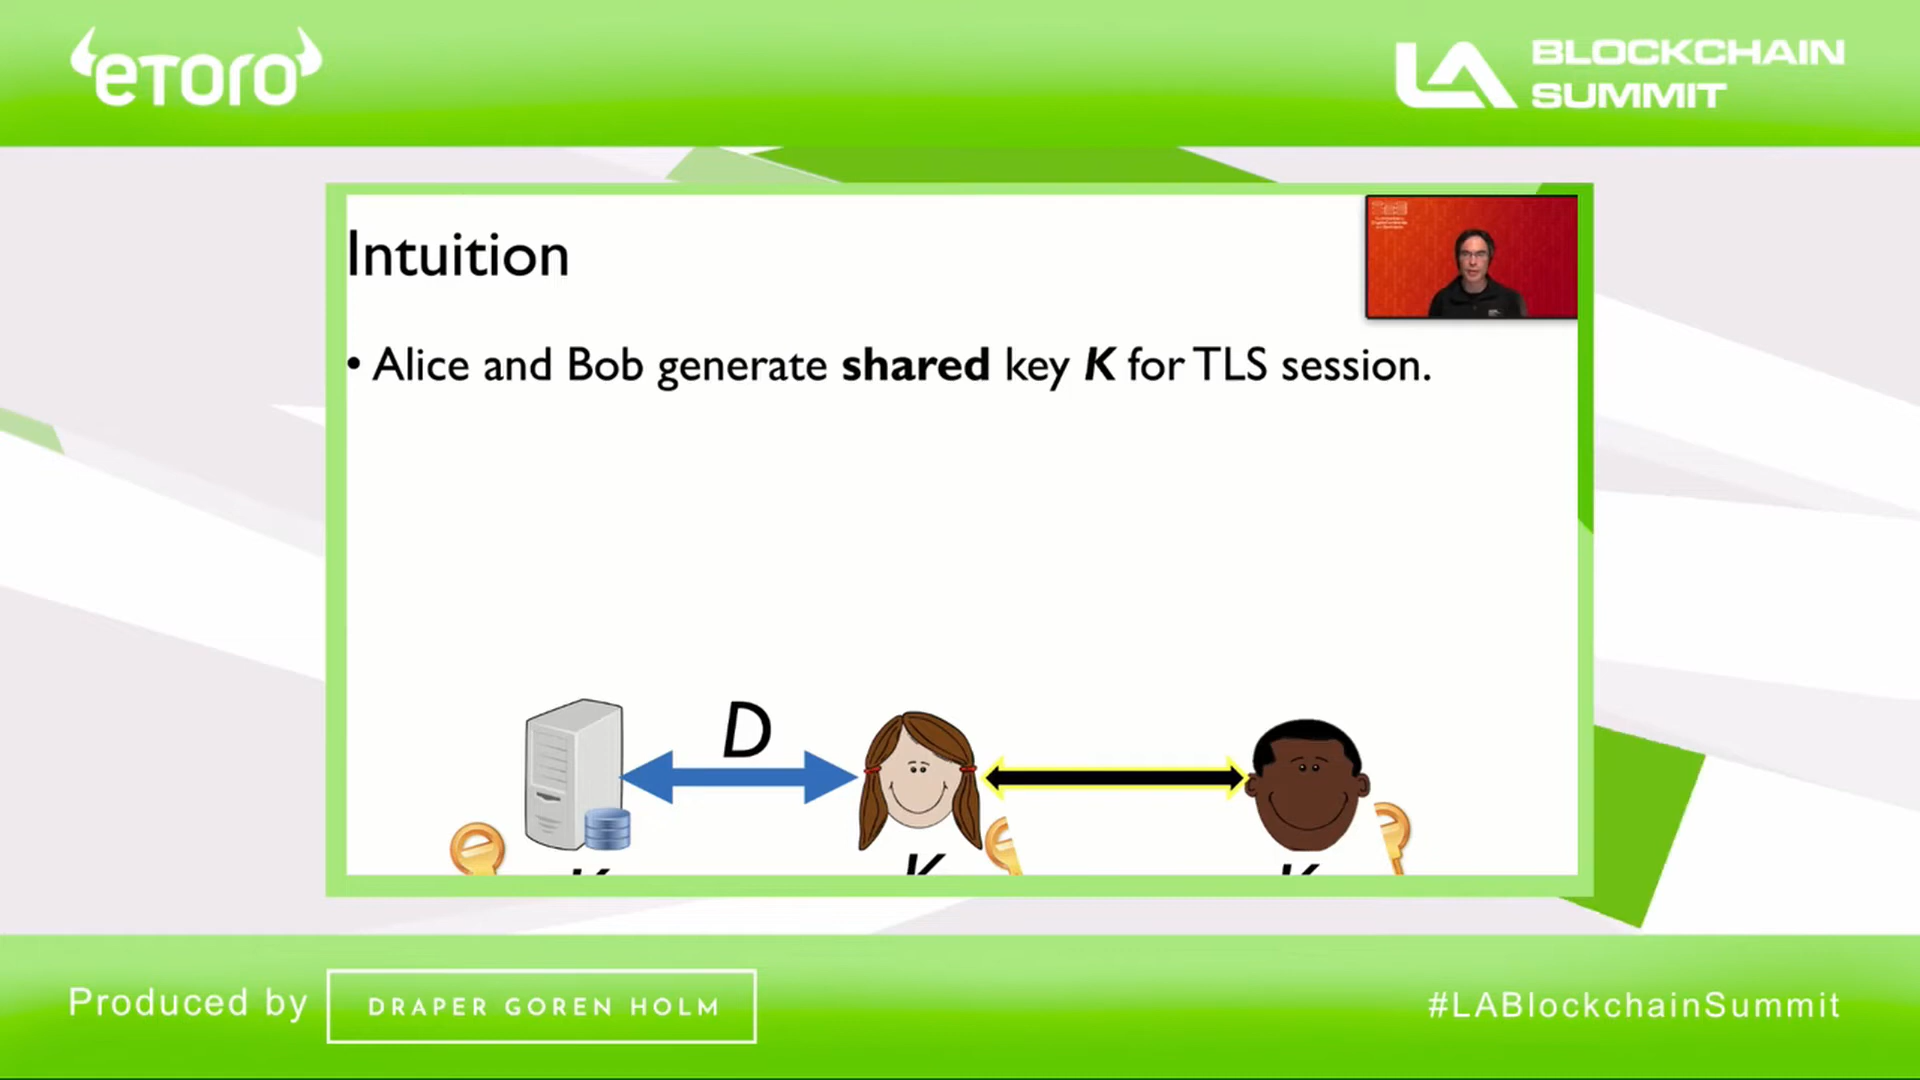 eToro
LA BLOCKCHAIN
SUMMIT
Intuition
• Alice and Bob generate shared key K for TLS session.
D
K
K
K
Produced by DRAPER GOREN HOLM
#LABlockchainSummit